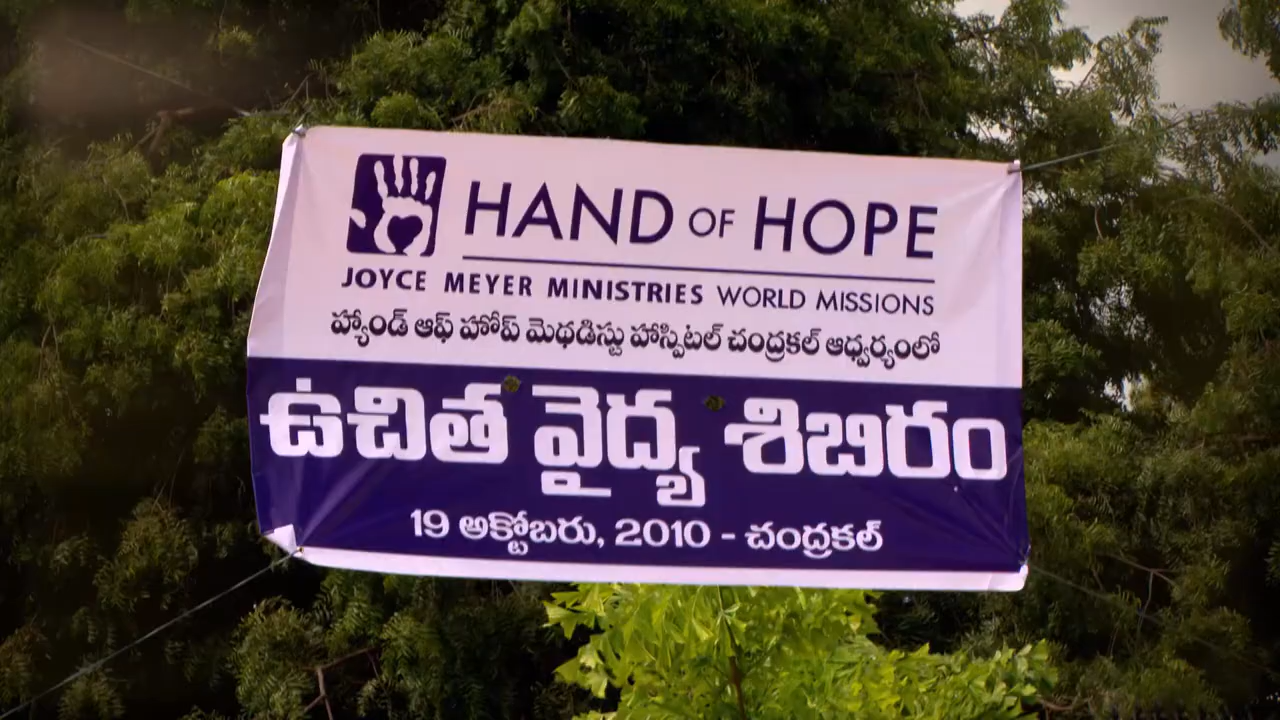 HAND OF HOPE
JOYCE MEYER MINISTRIES WORLD MISSIONS
హ్యాండ్ ఆఫ్ హోప్ మెథడిస్టు హాస్పిటల్ చంద్రకల్ ఆధ్వర్యంలో
ఉచిత వైద్య శిబిరం
19 అక్టోబరు, 2010 - చంద్రకల్